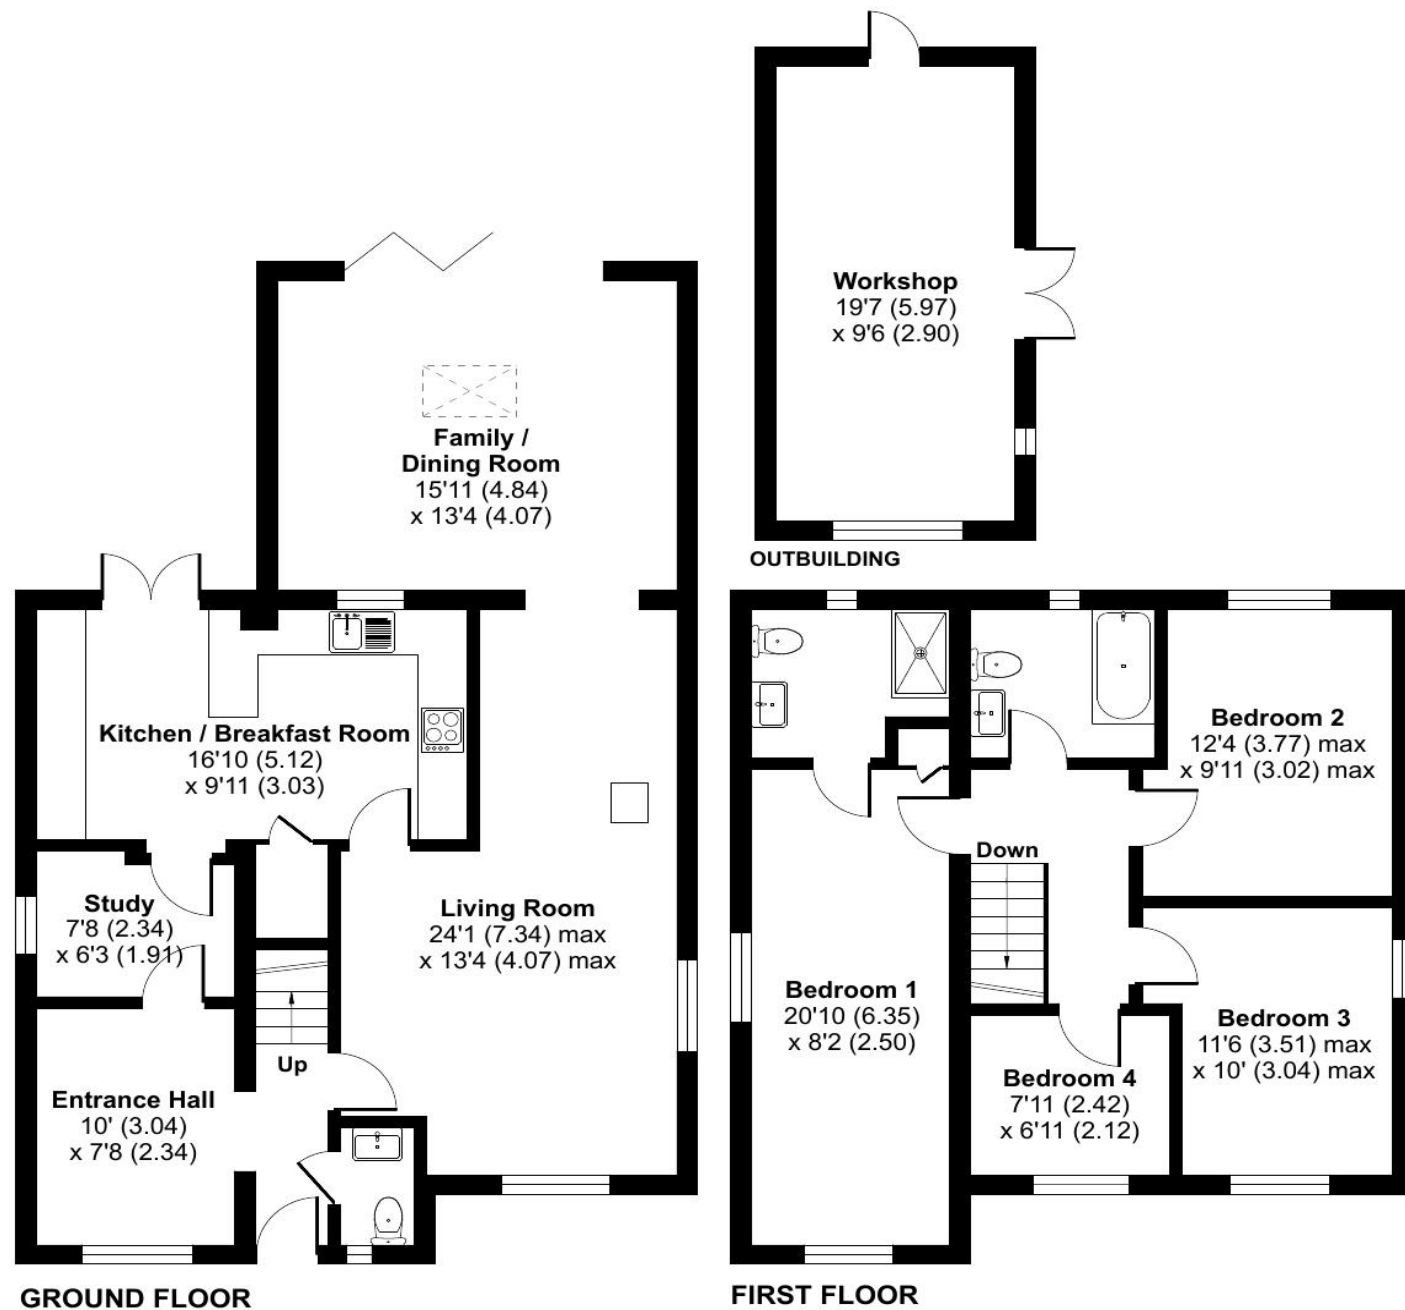 Workshop
19'7 (5.97)
x 9'6 (2.90)
OUTBUILDING
Family /
Dining Room
15'11 (4.84)
x 13'4 (4.07)
Kitchen / Breakfast Room
16'10 (5.12)
x 9'11 (3.03)
Study
7'8 (2.34)
x 6'3 (1.91)
Living Room
24'1 (7.34) max
x 13'4 (4.07) max
Up
Entrance Hall
10' (3.04)
x 7'8 (2.34)
GROUND FLOOR
Bedroom 2
12'4 (3.77) max
x 9'11 (3.02) max
Down
Bedroom 1
20'10 (6.35)
x 8'2 (2.50)
Bedroom 3
11'6 (3.51) max
x 10' (3.04) max
Bedroom 4
7'11 (2.42)
x 6'11 (2.12)
FIRST FLOOR